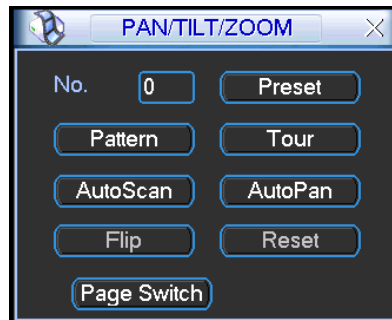 PAN/TILT/ZOOM
No. 0 Preset
Pattern Tour
AutoScan AutoPan
Flip Reset
Page Switch